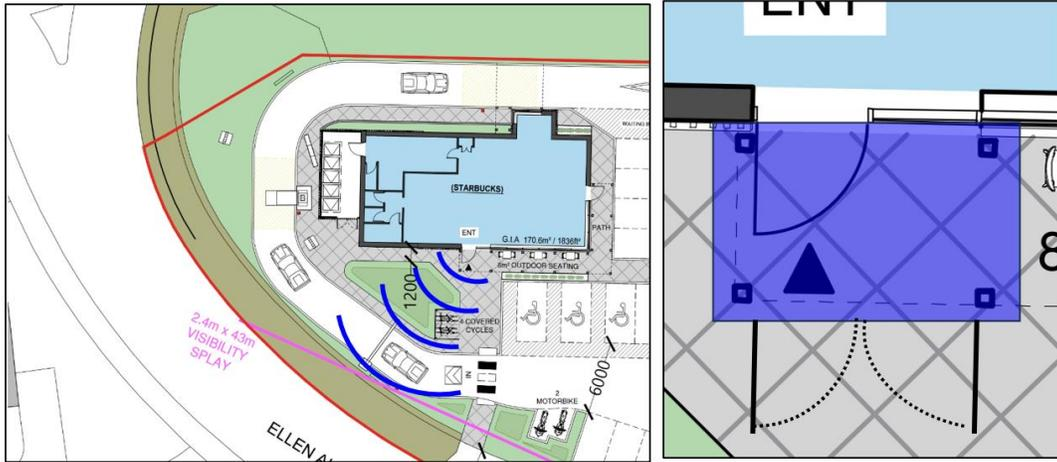 (STARBUCKS)
ENT
G.I.A 170.6m² / 1836ft²
PATH
8m² OUTDOOR SEATING
1200
4 COVERED
CYCLES
2.4m x 43m
VISIBILITY
SPLAY
IN
6000
2
MOTORBIKE
ELLEN
ENT
8